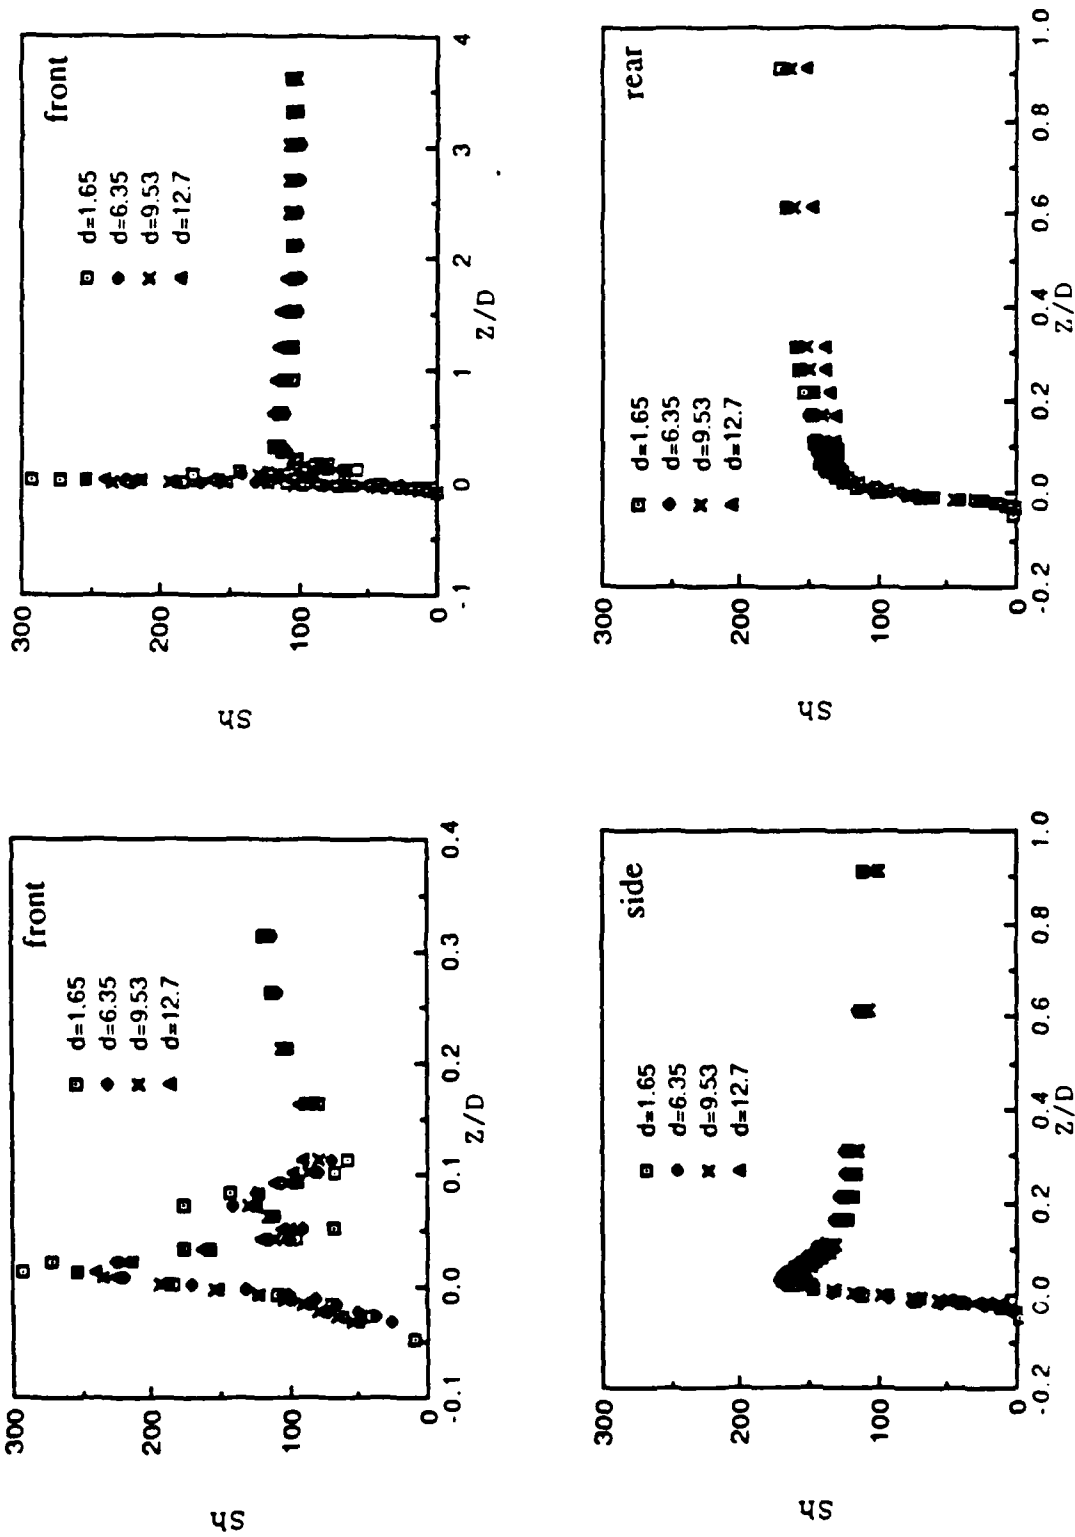 front
d=1.65
d=6.35
d=9.53
d=12.7
300
200
100
0
Sh
-0.1 0.0 0.1 0.2 0.3 0.4
Z/D
front
d=1.65
d=6.35
d=9.53
d=12.7
300
200
100
0
Sh
-1 0 1 2 3 4
Z/D
side
d=1.65
d=6.35
d=9.53
d=12.7
300
200
100
0
Sh
-0.2 0.0 0.2 0.4 0.6 0.8 1.0
Z/D
rear
d=1.65
d=6.35
d=9.53
d=12.7
300
200
100
0
Sh
-0.2 0.0 0.2 0.4 0.6 0.8 1.0
Z/D